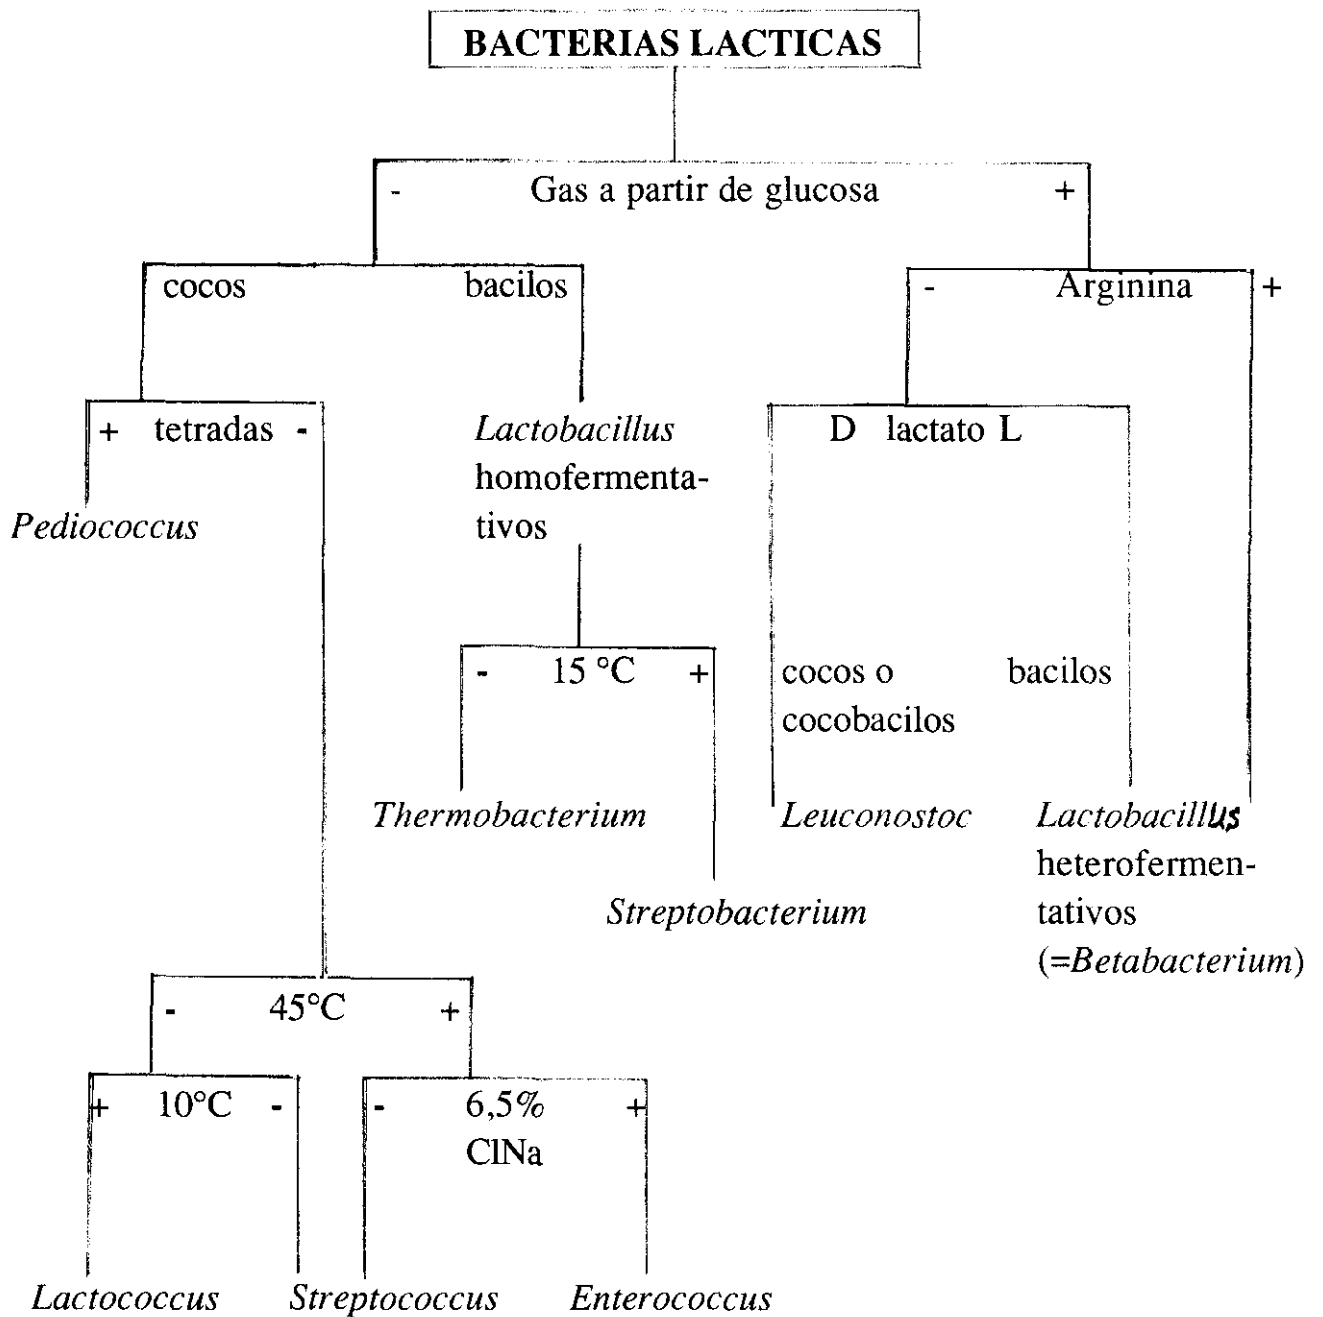 BACTERIAS LACTICAS
- Gas a partir de glucosa +
cocos bacilos - Arginina +
+ tetradas - Lactobacillus D lactato L
homofermenta-
Pediococcus tivos
- 15 °C + cocos o bacilos
cocobacilos
Thermobacterium Leuconostoc Lactobacillus
heterofermen-
Streptobacterium tativos
(=Betabacterium)
- 45°C +
+ 10°C - - 6,5% +
ClNa
Lactococcus Streptococcus Enterococcus